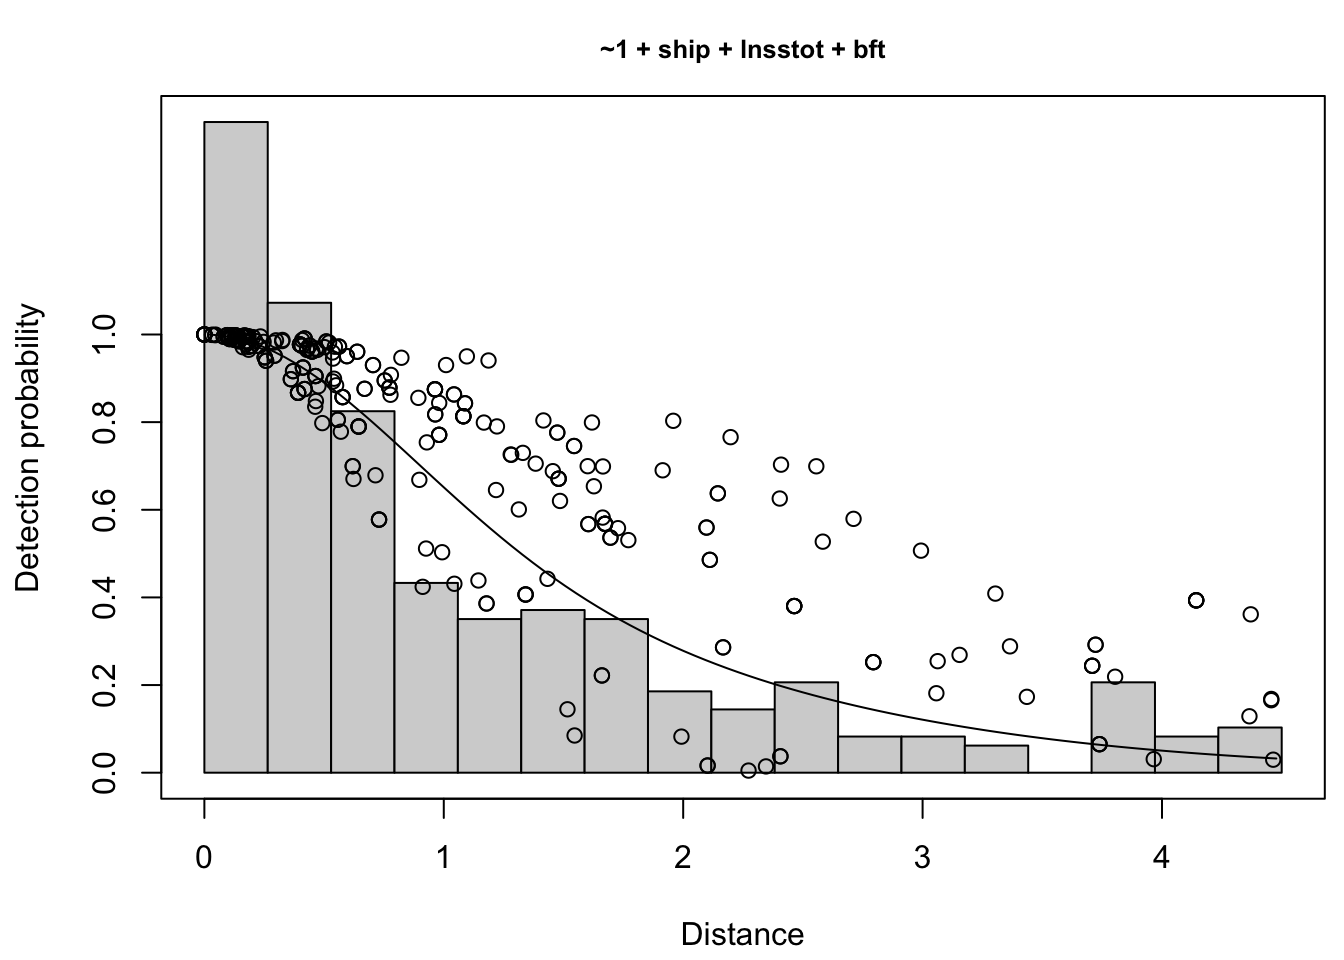 ~1 + ship + lnsstot + bft
Detection probability
1.0
0.8
0.6
0.4
0.2
0.0
0 1 2 3 4
Distance